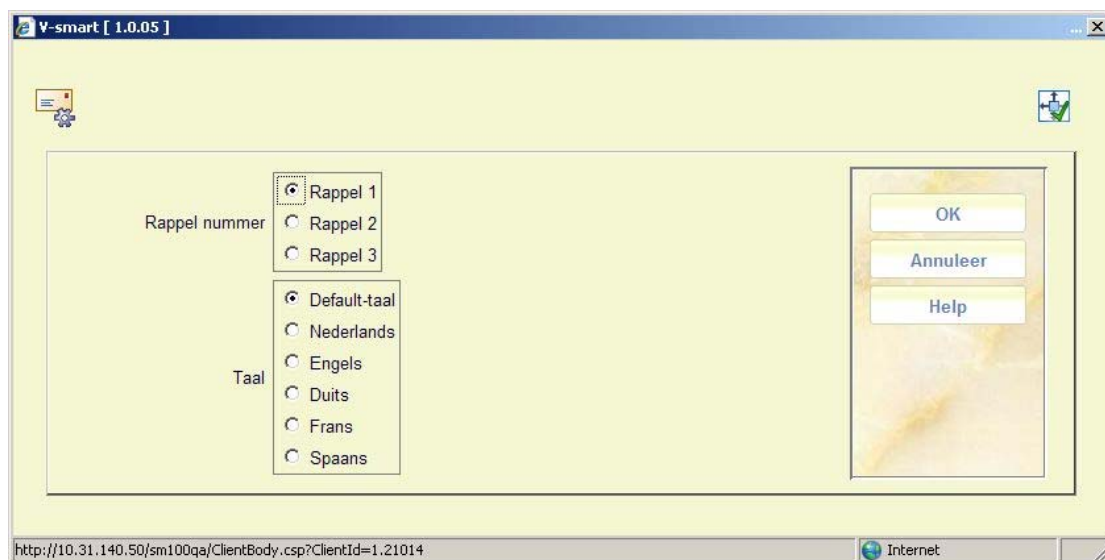 V-smart [ 1.0.05 ]
Rappel nummer
Rappel 1
Rappel 2
Rappel 3
Taal
Default-taal
Nederlands
Engels
Duits
Frans
Spaans
OK
Annuleer
Help
http://10.31.140.50/sm100qa/ClientBody.csp?ClientId=1.21014
Internet